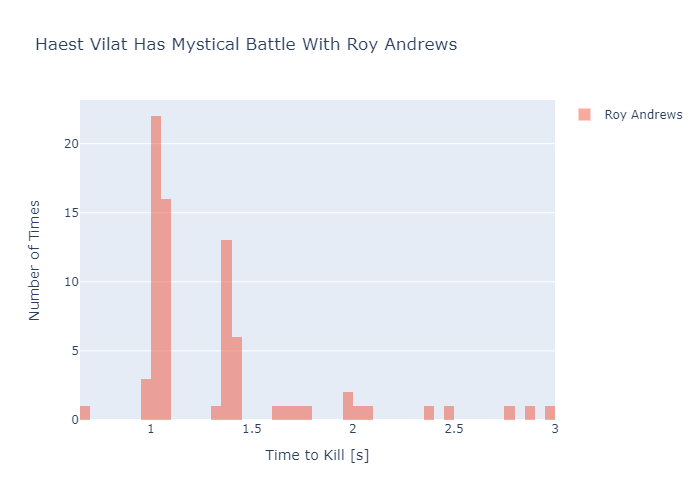 Haest Vilat Has Mystical Battle With Roy Andrews
Roy Andrews
20
15
10
5
0
1
1.5
2
2.5
3
Number of Times
Time to Kill [s]